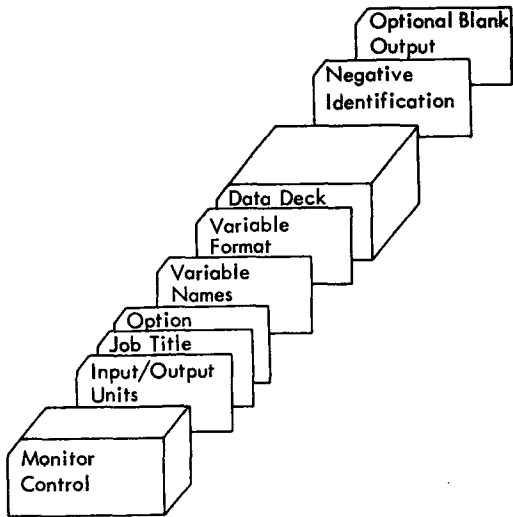 Optional Blank
Output
Negative
Identification
Data Deck
Variable
Format
Variable
Names
Option
Job Title
Input/Output
Units
Monitor
Control